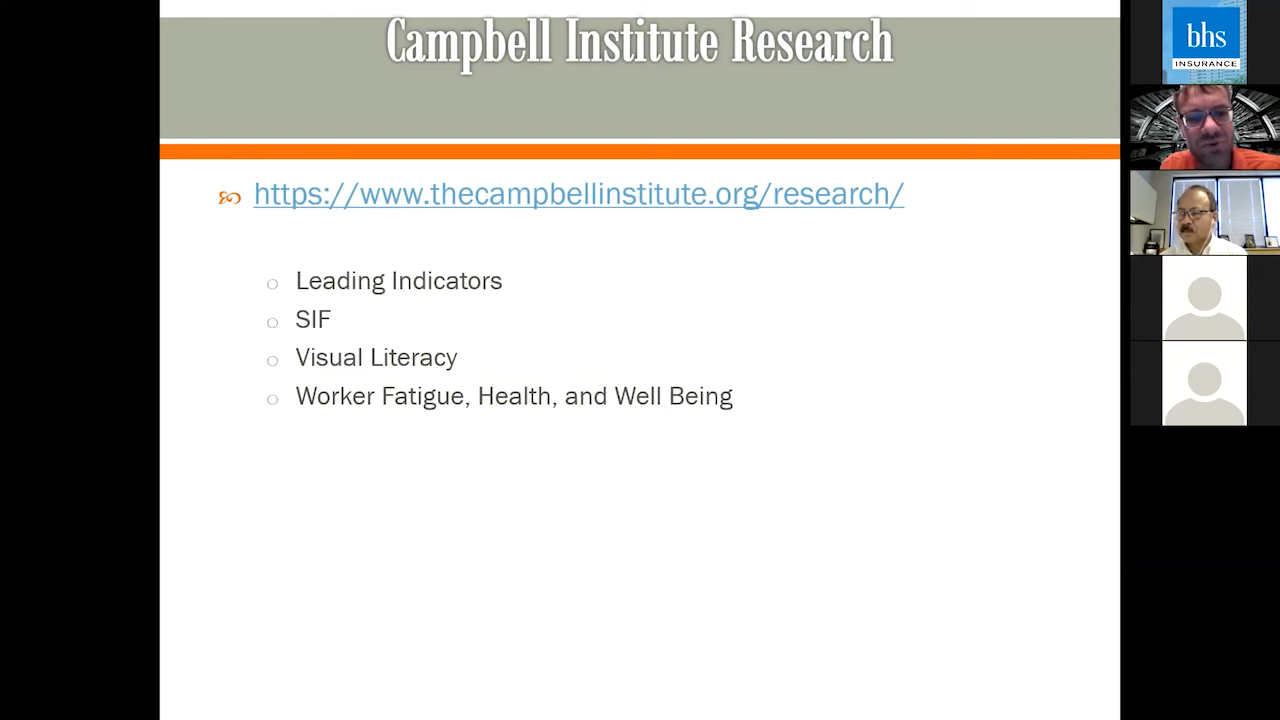 Campbell Institute Research
https://www.thecampbellinstitute.org/research/
Leading Indicators
SIF
Visual Literacy
Worker Fatigue, Health, and Well Being
bhs
INSURANCE